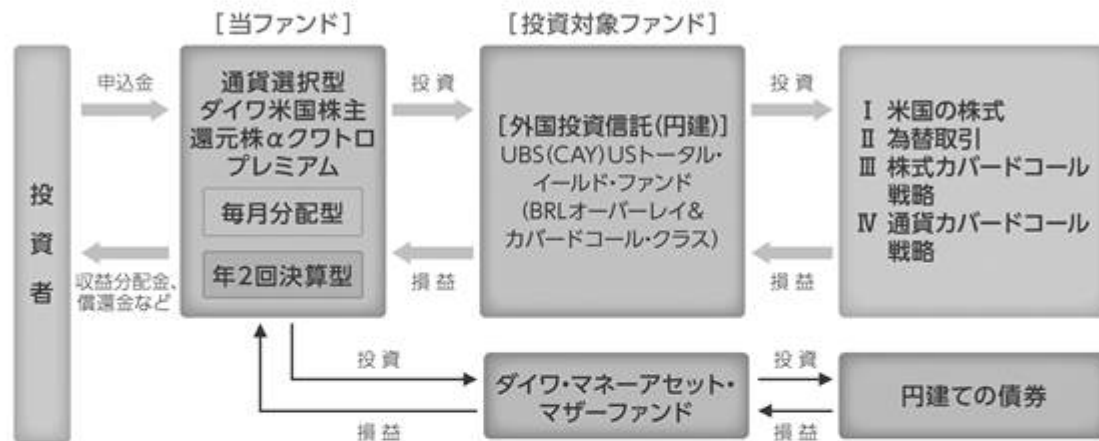 [当ファンド]
[投資対象ファンド]
投資者
申込金
収益分配金、
償還金など
通貨選択型
ダイワ米国株主
還元株αクワトロ
プレミアム
毎月分配型
年2回決算型
投資
損益
[外国投資信託(円建)]
UBS(CAY)USトータル・
イールド・ファンド
(BRLオーバーレイ&
カバードコール・クラス)
投資
損益
Ⅰ 米国の株式
Ⅱ 為替取引
Ⅲ 株式カバードコール
戦略
Ⅳ 通貨カバードコール
戦略
投資
損益
ダイワ・マネーアセット・
マザーファンド
投資
損益
円建ての債券